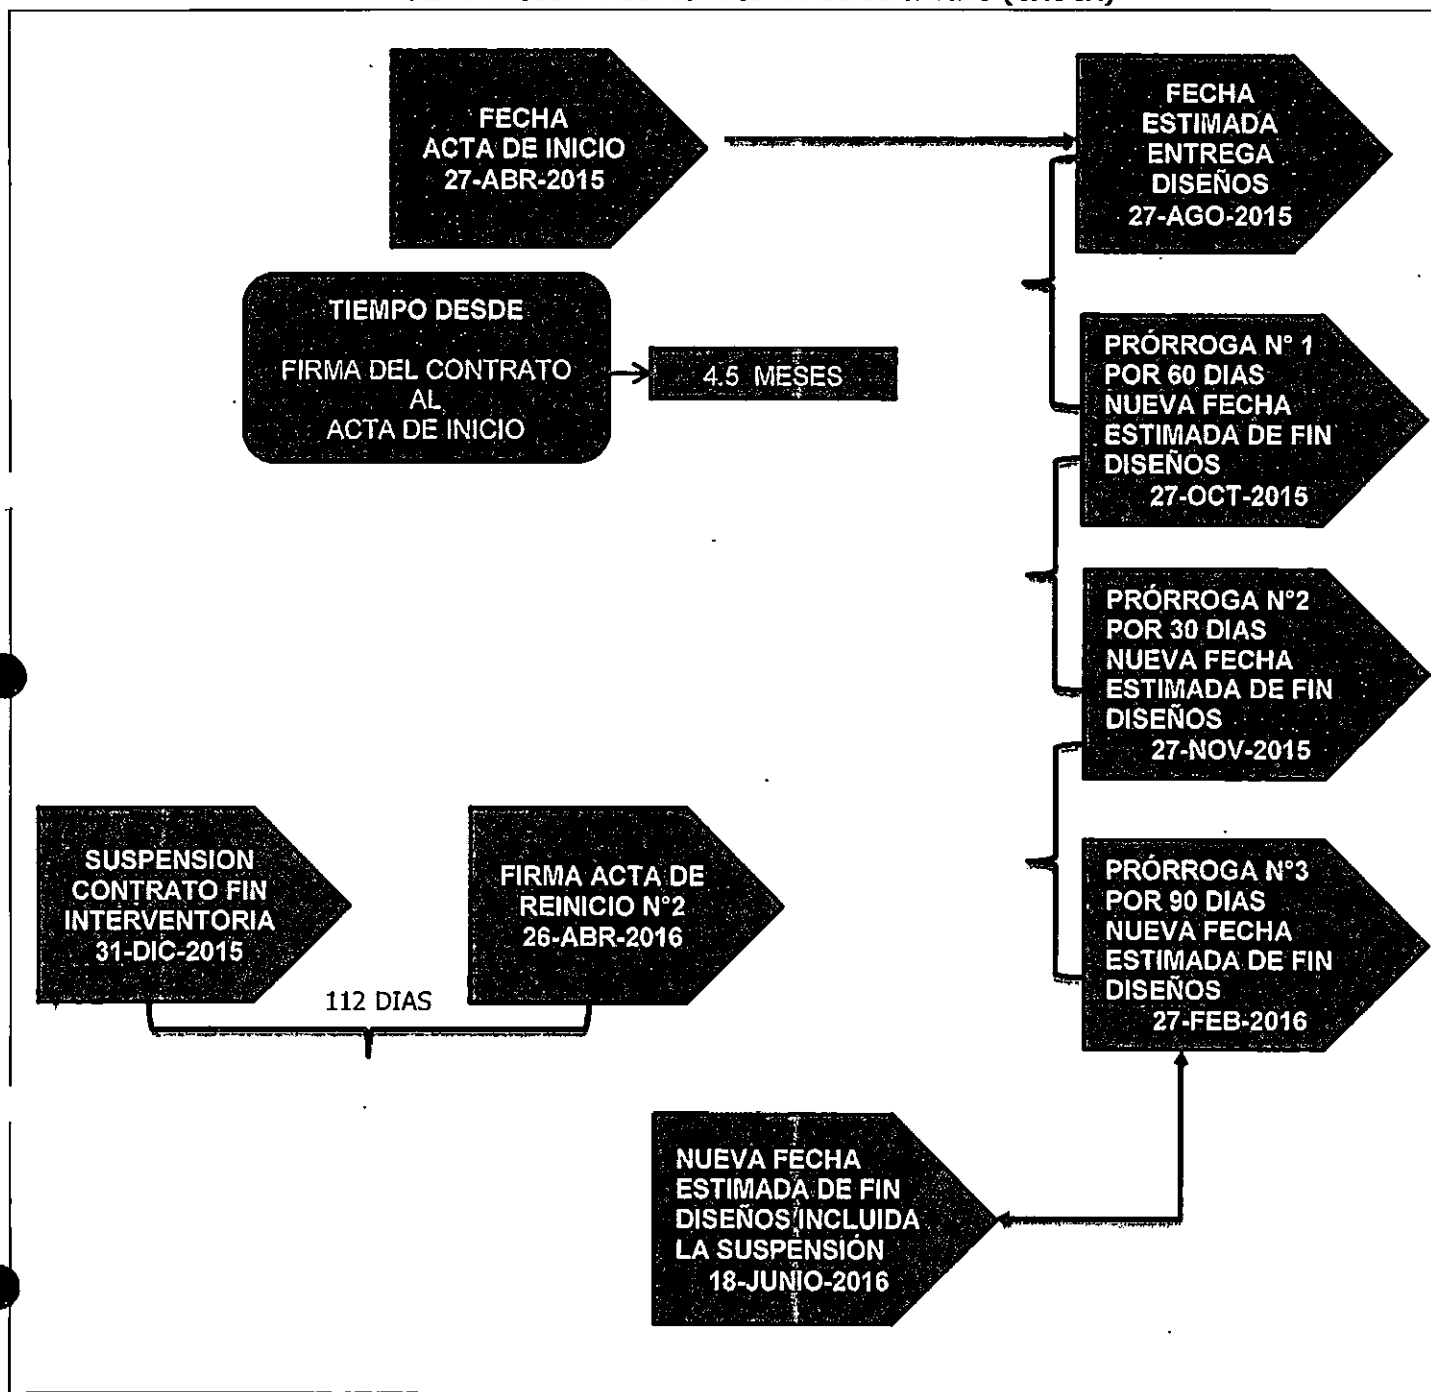 FECHA
ACTA DE INICIO
27-ABR-2015
FECHA
ESTIMADA
ENTREGA
DISEÑOS
27-AGO-2015
TIEMPO DESDE
FIRMA DEL CONTRATO
AL
ACTA DE INICIO
4.5 MESES
PRÓRROGA N° 1
POR 60 DIAS
NUEVA FECHA
ESTIMADA DE FIN
DISEÑOS
27-OCT-2015
PRÓRROGA N°2
POR 30 DIAS
NUEVA FECHA
ESTIMADA DE FIN
DISEÑOS
27-NOV-2015
SUSPENSION
CONTRATO FIN
INTERVENTORIA
31-DIC-2015
FIRMA ACTA DE
REINICIO N°2
26-ABR-2016
112 DIAS
PRÓRROGA N°3
POR 90 DIAS
NUEVA FECHA
ESTIMADA DE FIN
DISEÑOS
27-FEB-2016
NUEVA FECHA
ESTIMADA DE FIN
DISEÑOS INCLUIDA
LA SUSPENSIÓN
18-JUNIO-2016